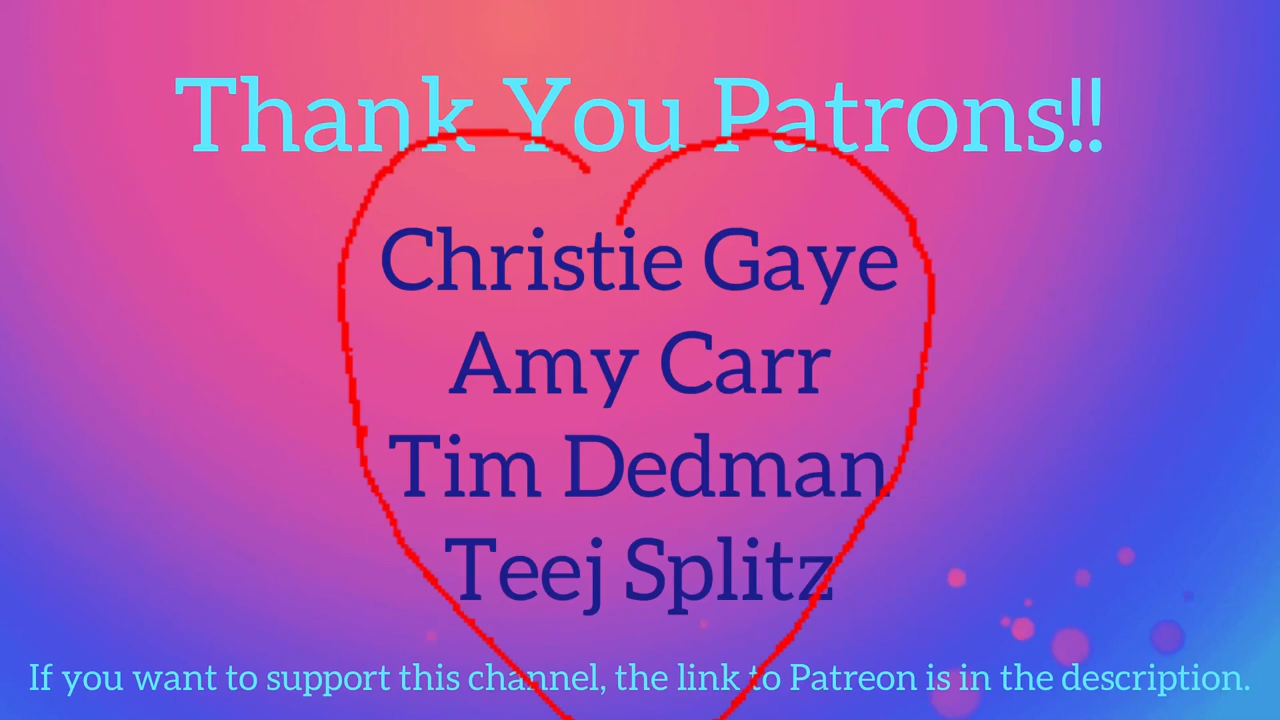 Thank You Patrons!!
Christie Gaye
Amy Carr
Tim Dedman
Teej Splitz
If you want to support this channel, the link to Patreon is in the description.